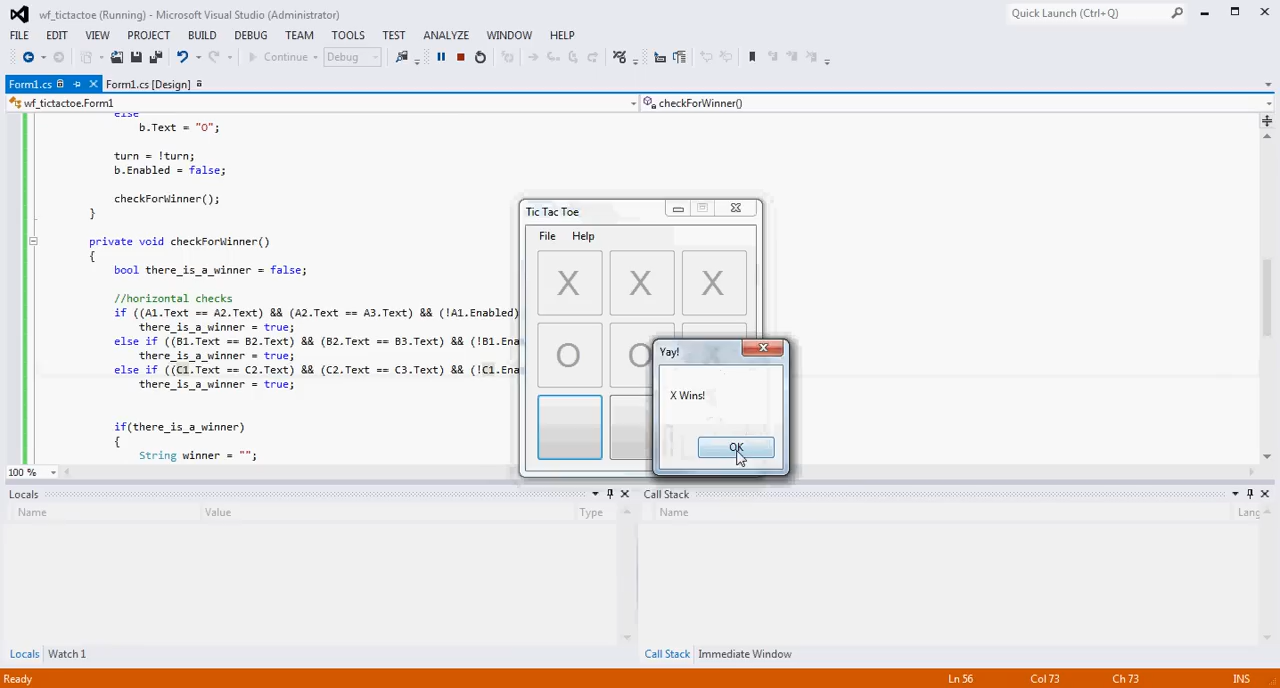 wf_tictactoe (Running) - Microsoft Visual Studio (Administrator)
Quick Launch (Ctrl+Q)
FILE EDIT VIEW PROJECT BUILD DEBUG TEAM TOOLS TEST ANALYZE WINDOW HELP
Continue Debug
Form1.cs Form1.cs [Design]
wf_tictactoe.Form1 checkForWinner()
else
b.Text = "O";
turn = !turn;
b.Enabled = false;
checkForWinner();
}
private void checkForWinner()
{
bool there_is_a_winner = false;
//horizontal checks
if ((A1.Text == A2.Text) && (A2.Text == A3.Text) && (!A1.Enabled)
there_is_a_winner = true;
else if ((B1.Text == B2.Text) && (B2.Text == B3.Text) && (!B1.Ena
there_is_a_winner = true;
else if ((C1.Text == C2.Text) && (C2.Text == C3.Text) && (!C1.Ena
there_is_a_winner = true;
if(there_is_a_winner)
{
String winner = "";
Tic Tac Toe
File Help
X X X
O O X
Yay!
X Wins!
OK
100 %
Locals
Name Value Type
Call Stack
Name Lang
Locals Watch 1
Call Stack Immediate Window
Ready Ln 56 Col 73 Ch 73 INS